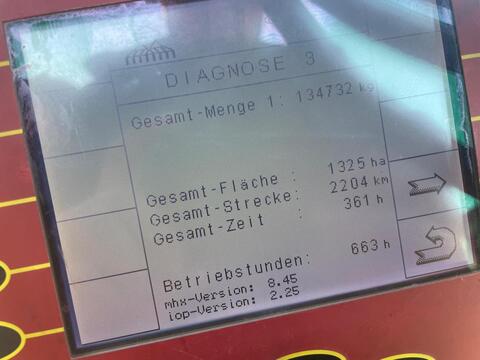 DIAGNOSE 3
Gesamt-Menge 1: 134732 kg
Gesamt-Fläche : 1325 ha
Gesamt-Strecke: 2204 km
Gesamt-Zeit : 361 h
Betriebstunden: 663 h
mhx-Version: 8.45
iop-Version: 2.25